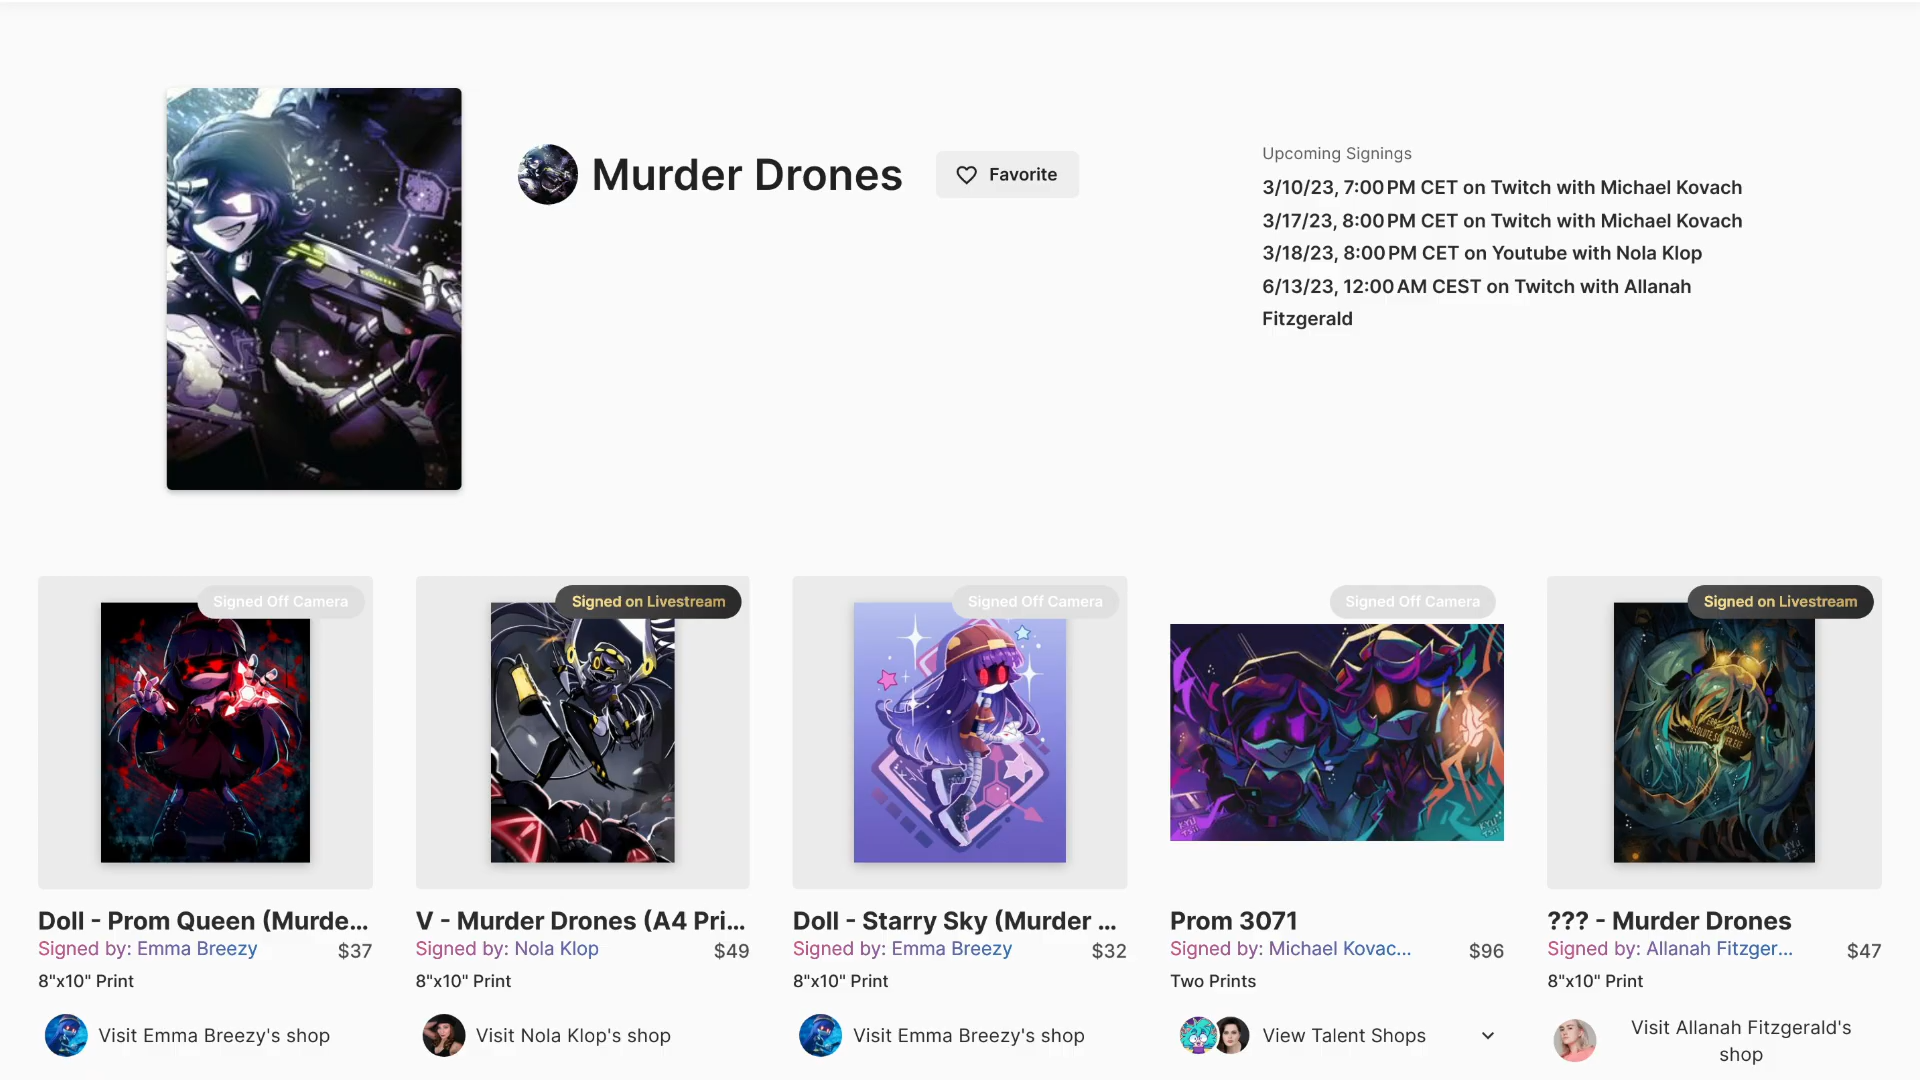 Murder Drones
Favorite
Upcoming Signings
3/10/23, 7:00 PM CET on Twitch with Michael Kovach
3/17/23, 8:00 PM CET on Twitch with Michael Kovach
3/18/23, 8:00 PM CET on Youtube with Nola Klop
6/13/23, 12:00 AM CEST on Twitch with Allanah
Fitzgerald
Signed Off Camera
Doll - Prom Queen (Murde...
Signed by: Emma Breezy
$37
8"x10" Print
Visit Emma Breezy's shop
Signed on Livestream
V - Murder Drones (A4 Pri...
Signed by: Nola Klop
$49
8"x10" Print
Visit Nola Klop's shop
Signed Off Camera
Doll - Starry Sky (Murder ...
Signed by: Emma Breezy
$32
8"x10" Print
Visit Emma Breezy's shop
Signed Off Camera
Prom 3071
Signed by: Michael Kovac...
$96
Two Prints
View Talent Shops
Signed on Livestream
??? - Murder Drones
Signed by: Allanah Fitzger...
$47
8"x10" Print
Visit Allanah Fitzgerald's
shop